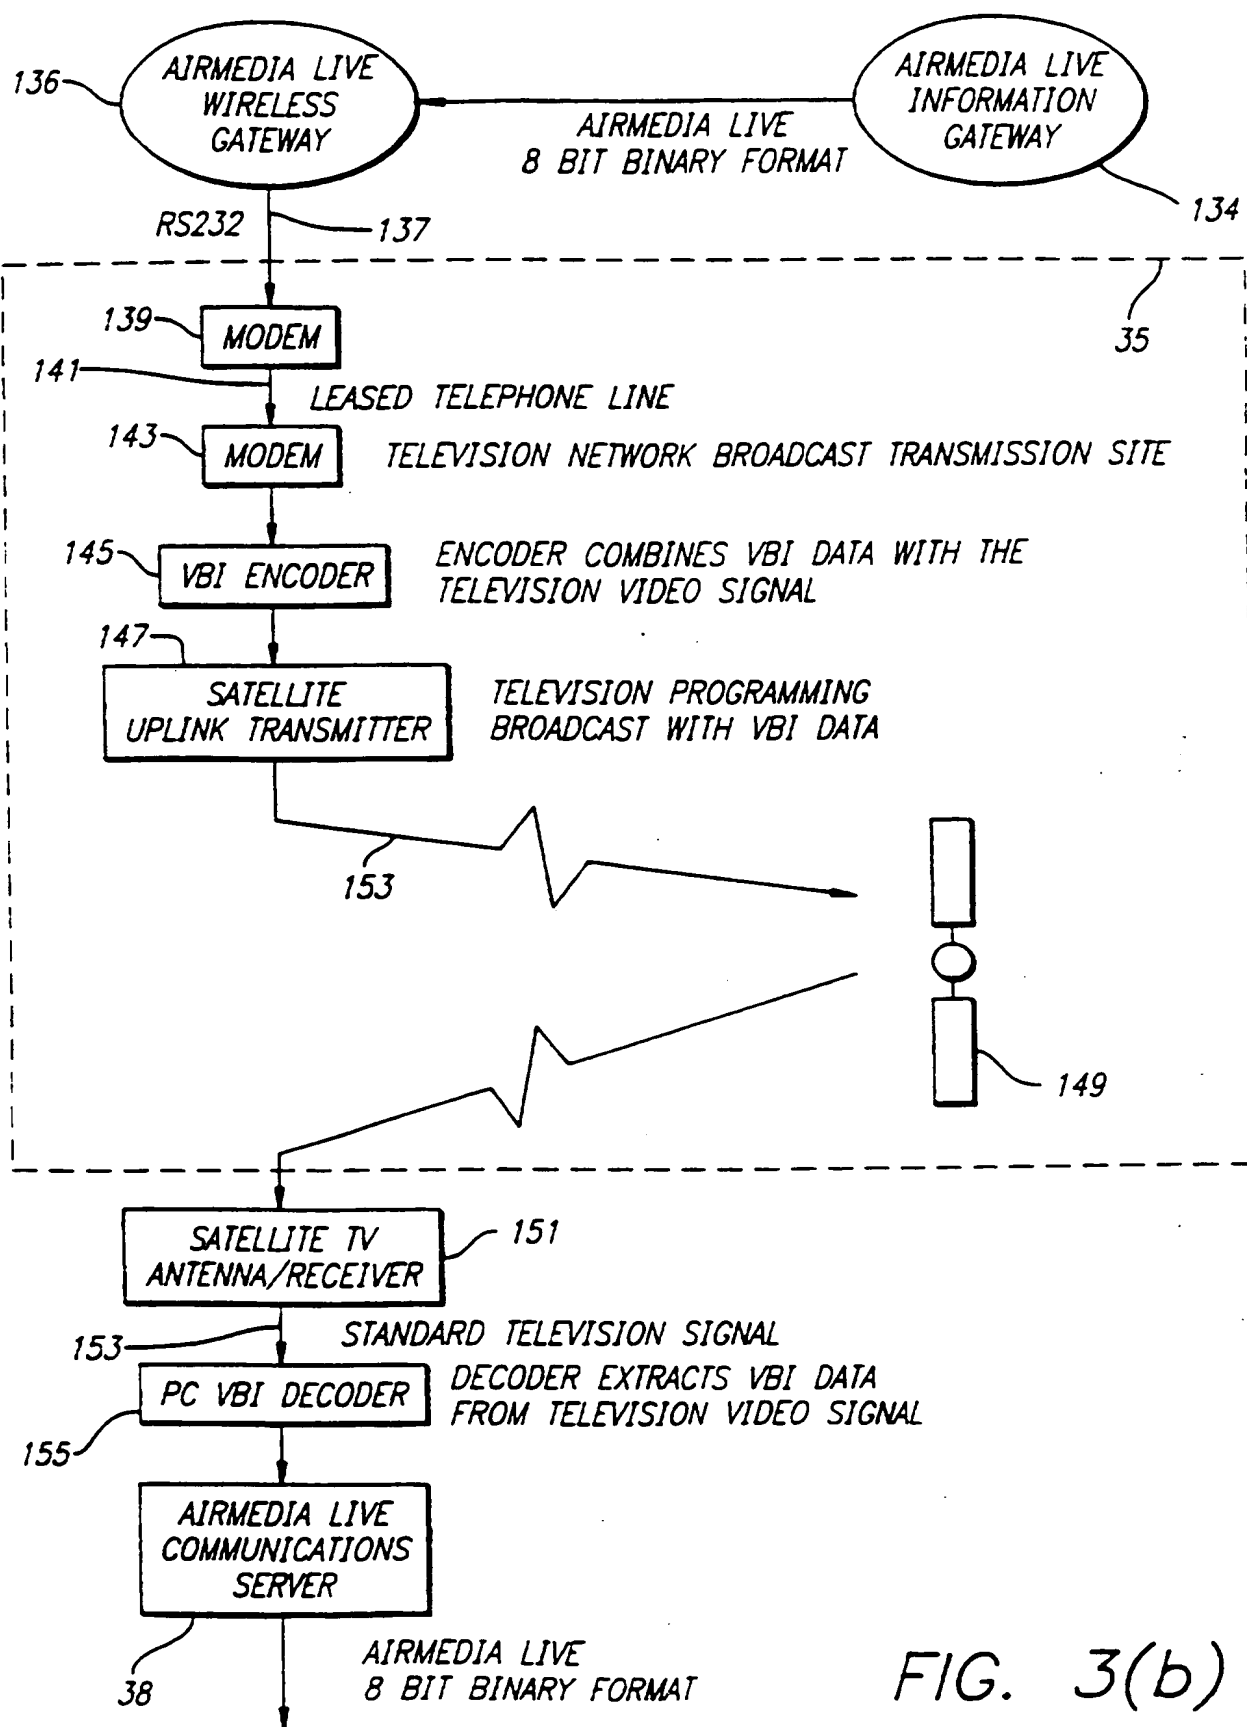 AIRMEDIA LIVE
WIRELESS
GATEWAY
136
AIRMEDIA LIVE
INFORMATION
GATEWAY
134
AIRMEDIA LIVE
8 BIT BINARY FORMAT
RS232
137
35
139
MODEM
141
LEASED TELEPHONE LINE
143
MODEM
TELEVISION NETWORK BROADCAST TRANSMISSION SITE
145
VBI ENCODER
ENCODER COMBINES VBI DATA WITH THE
TELEVISION VIDEO SIGNAL
147
SATELLITE
UPLINK TRANSMITTER
TELEVISION PROGRAMMING
BROADCAST WITH VBI DATA
153
149
SATELLITE TV
ANTENNA/RECEIVER
151
153
STANDARD TELEVISION SIGNAL
PC VBI DECODER
DECODER EXTRACTS VBI DATA
FROM TELEVISION VIDEO SIGNAL
155
AIRMEDIA LIVE
COMMUNICATIONS
SERVER
38
AIRMEDIA LIVE
8 BIT BINARY FORMAT
FIG. 3(b)